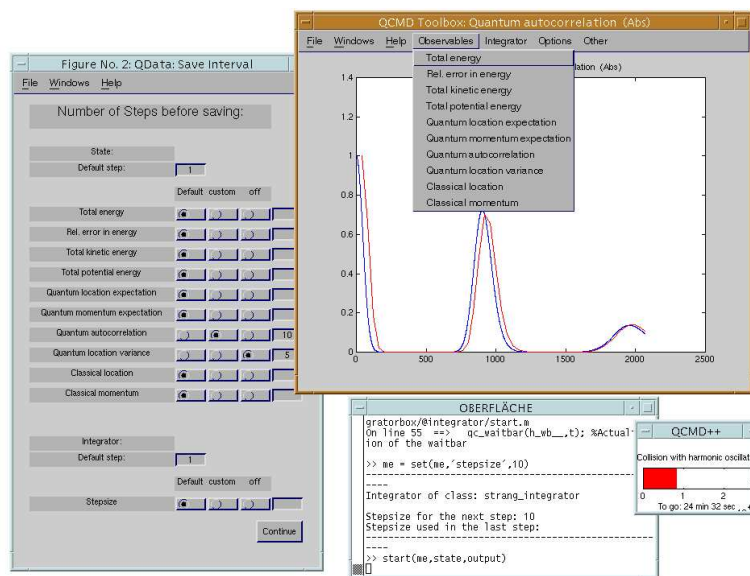 Figure No. 2: QData: Save Interval
File Windows Help
Number of Steps before saving:
State:
Default step: 1
Default custom off
Total energy
Rel. error in energy
Total kinetic energy
Total potential energy
Quantum location expectation
Quantum momentum expectation
Quantum autocorrelation 10
Quantum location variance 5
Classical location
Classical momentum
Integrator:
Default step: 1
Default custom off
Stepsize
Continue
QCMD Toolbox: Quantum autocorrelation (Abs)
File Windows Help Observables Integrator Options Other
lation (Abs)
Total energy
Rel. error in energy
Total kinetic energy
Total potential energy
Quantum location expectation
Quantum momentum expectation
Quantum autocorrelation
Quantum location variance
Classical location
Classical momentum
1.4
1.2
1
0.8
0.6
0.4
0.2
0
0 500 1000 1500 2000 2500
OBERFLÄCHE
gratorbox/@integrator/start.m
On line 55 ==> qc_waitbar(h_wb__,t); %Actual
ion of the waitbar
>> me = set(me,'stepsize',10)
----
Integrator of class: strang_integrator
Stepsize for the next step: 10
Stepsize used in the last step:
----
>> start(me,state,output)
QCMD++
Collision with harmonic oscillat
0 1 2
To go: 24 min 32 sec